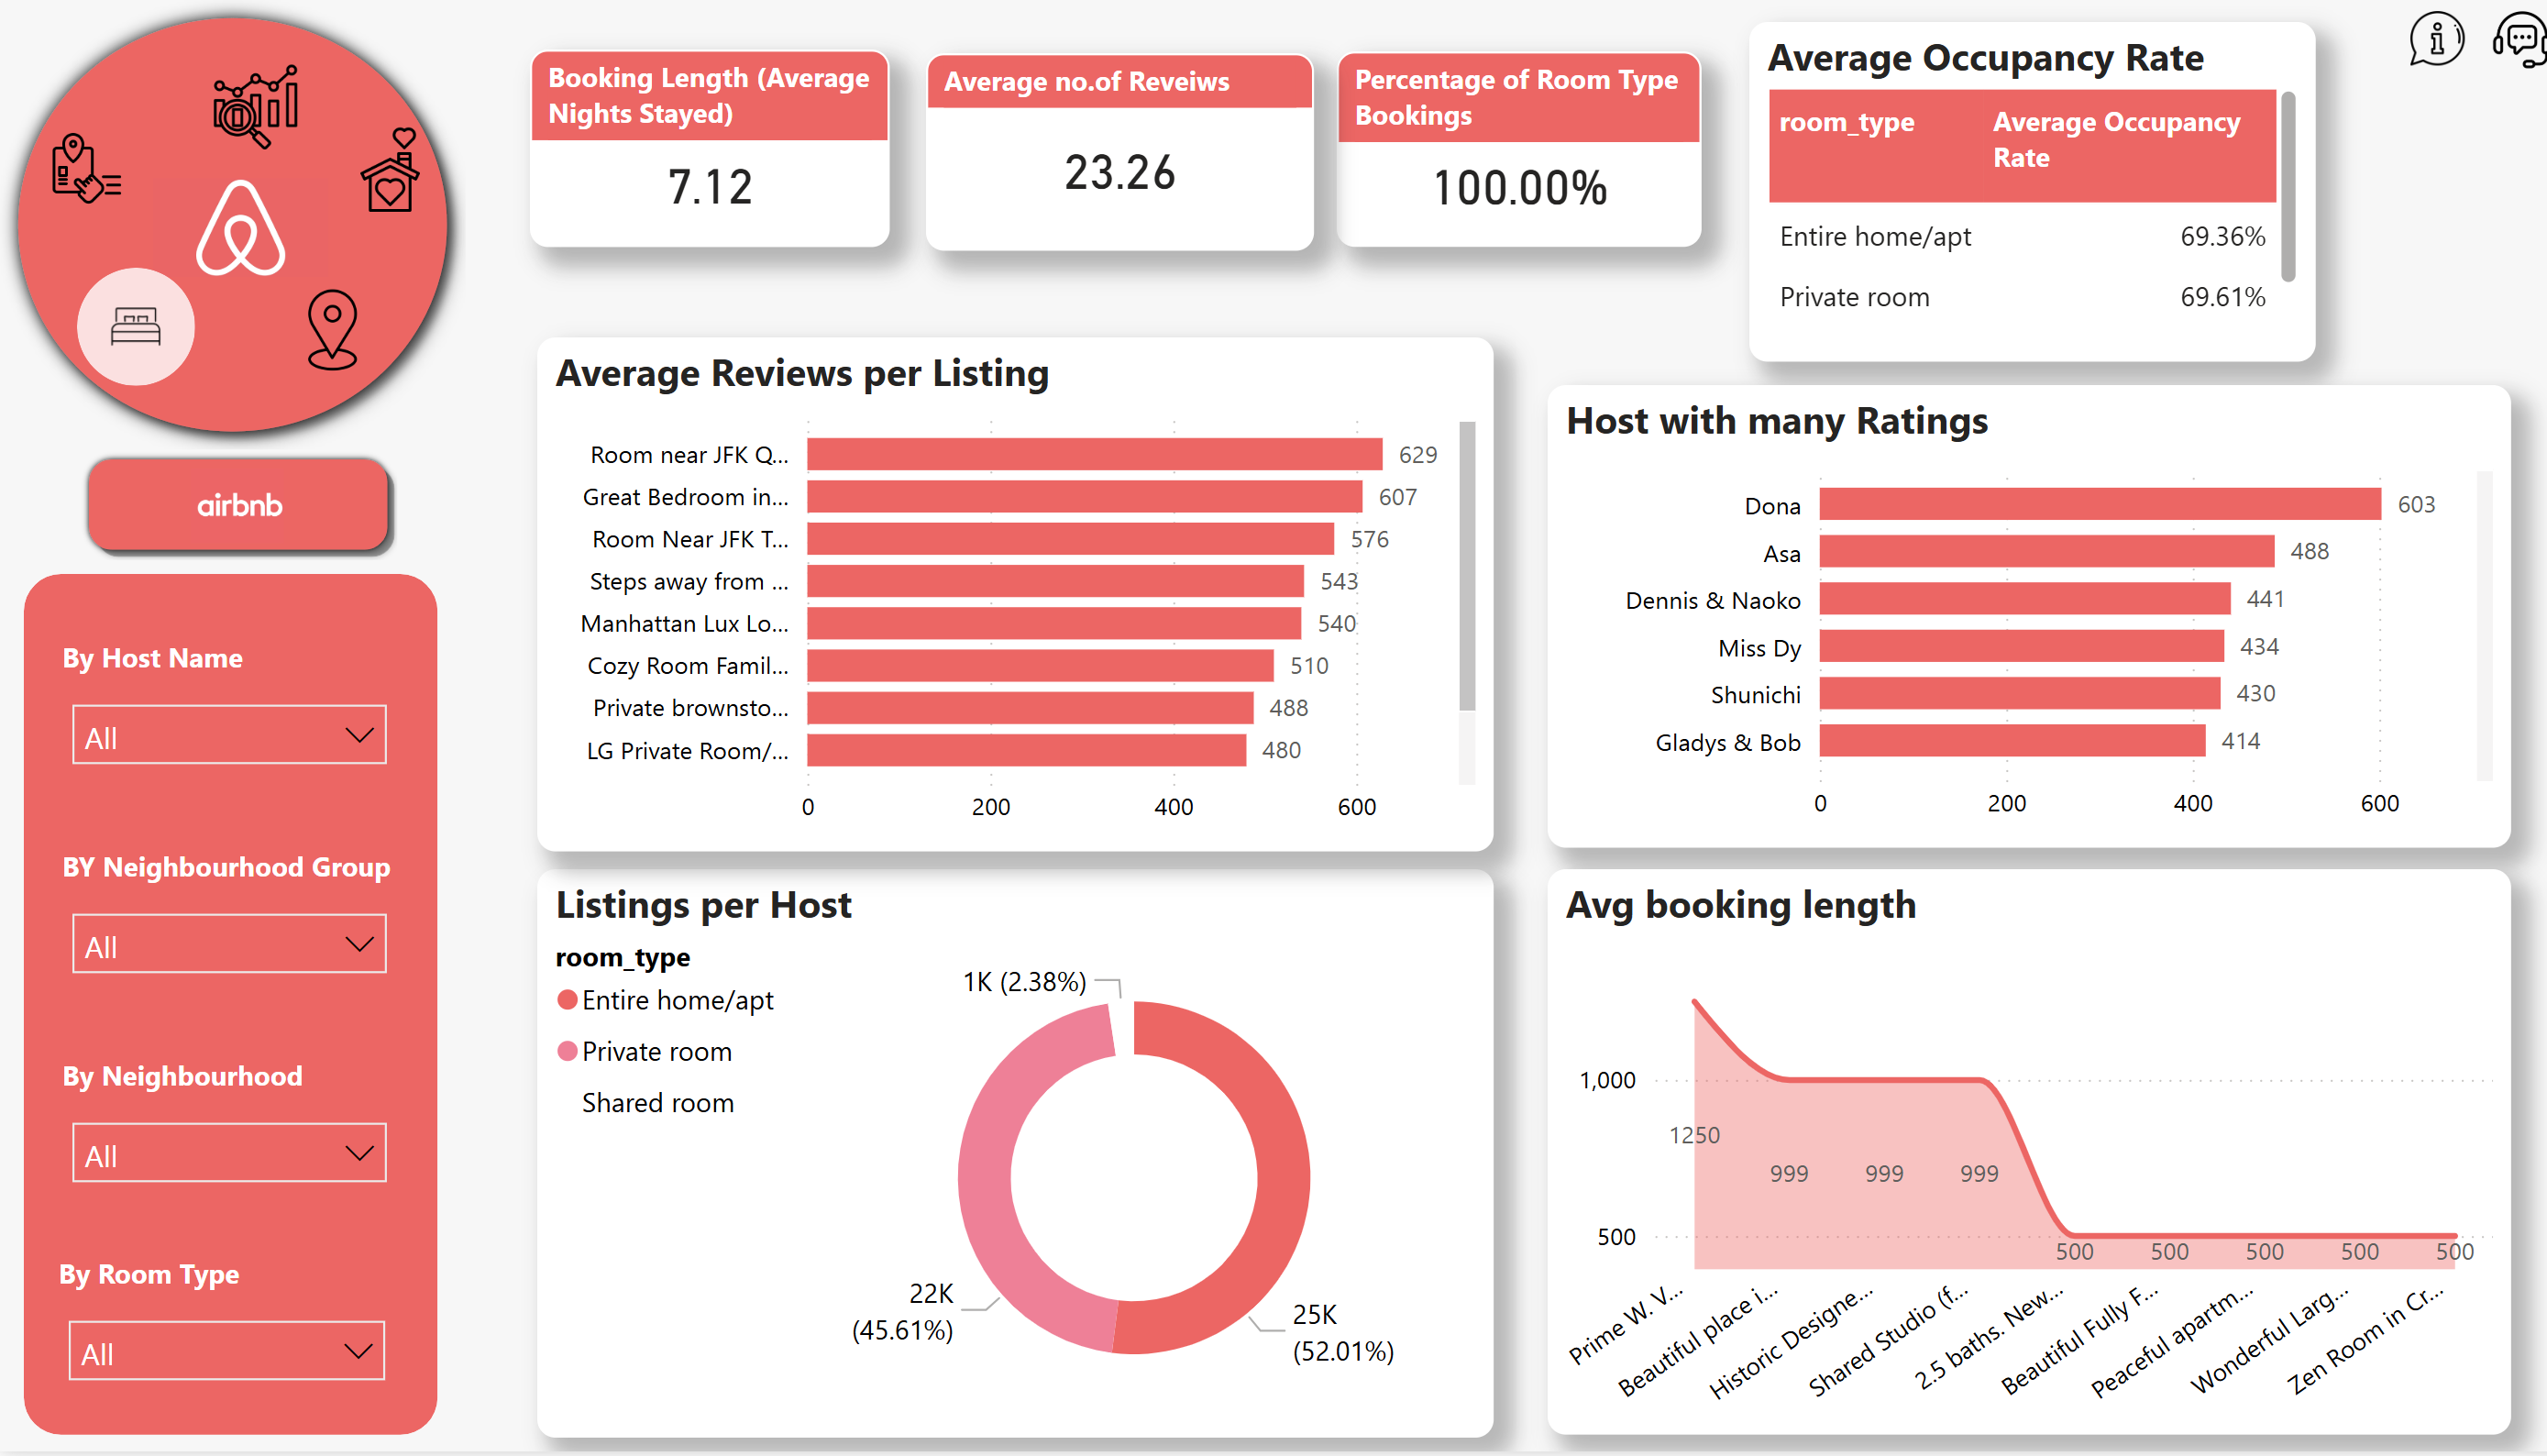 airbnb
By Host Name
All
BY Neighbourhood Group
All
By Neighbourhood
All
By Room Type
All
Booking Length (Average
Nights Stayed)
7.12
Average no.of Reveiws
23.26
Percentage of Room Type
Bookings
100.00%
Average Occupancy Rate
room_type Average Occupancy
Rate
Entire home/apt 69.36%
Private room 69.61%
Average Reviews per Listing
Room near JFK Q... 629
Great Bedroom in... 607
Room Near JFK T... 576
Steps away from ... 543
Manhattan Lux Lo... 540
Cozy Room Famil... 510
Private brownsto... 488
LG Private Room/... 480
0 200 400 600
Host with many Ratings
Dona 603
Asa 488
Dennis & Naoko 441
Miss Dy 434
Shunichi 430
Gladys & Bob 414
0 200 400 600
Listings per Host
room_type
Entire home/apt
Private room
Shared room
1K (2.38%)
22K
(45.61%)
25K
(52.01%)
Avg booking length
1,000
500
1250 999 999 999 500 500 500 500 500
Prime W. V...
Beautiful place i...
Historic Designe...
Shared Studio (f...
2.5 baths. New...
Beautiful Fully F...
Peaceful apartm...
Wonderful Larg...
Zen Room in Cr...